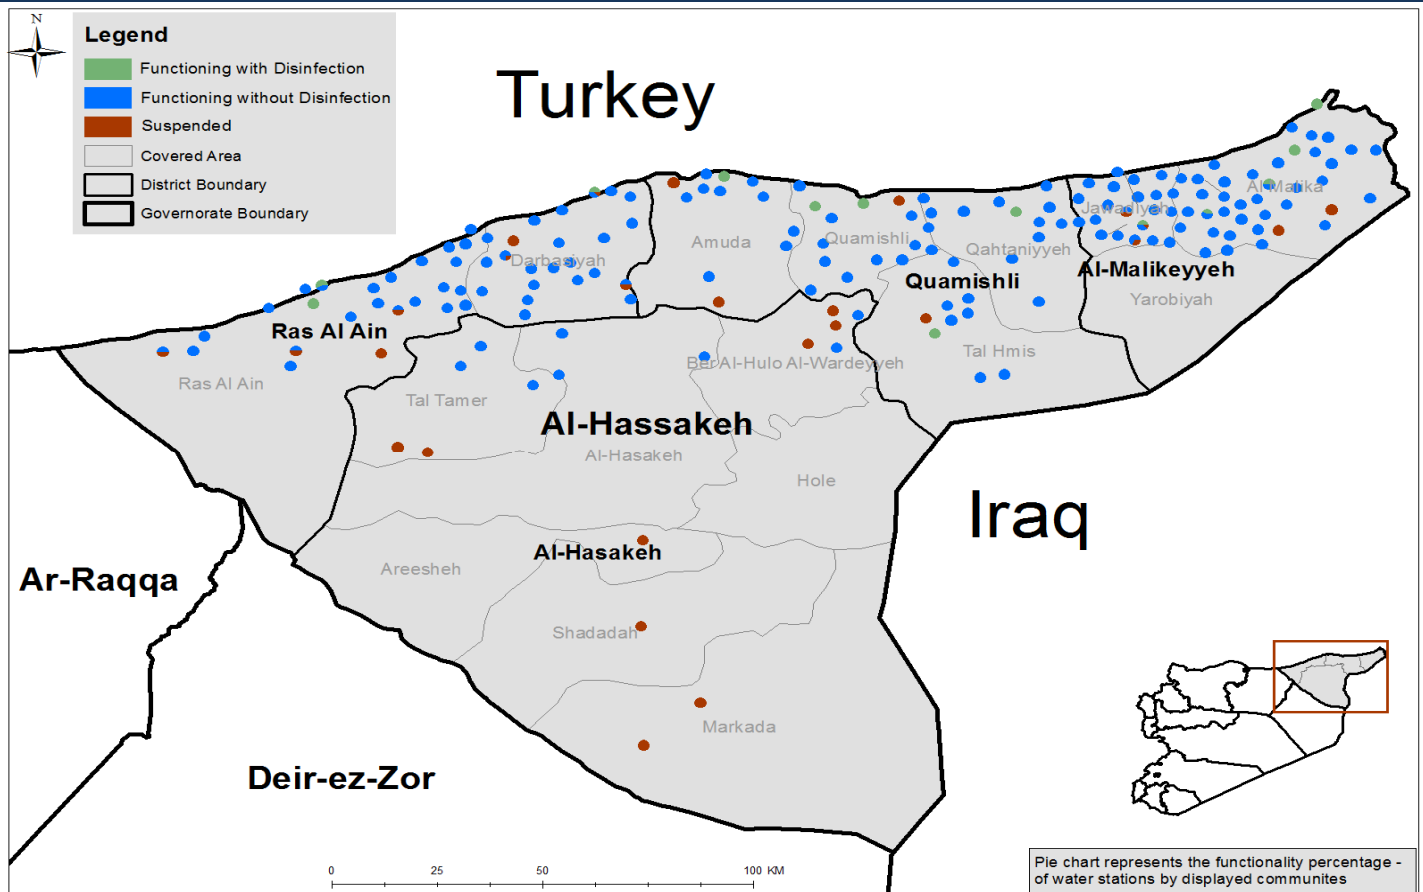 N
Legend
Functioning with Disinfection
Functioning without Disinfection
Suspended
Covered Area
District Boundary
Governorate Boundary
Turkey
Al Malika
Jawadiyah
Quamishli
Amuda
Qahtaniyyeh
Darbasiyah
Al-Malikeyyeh
Quamishli
Yarobiyah
Ras Al Ain
Tal Hmis
Ber Al-Hulo Al-Wardeyyeh
Ras Al Ain
Tal Tamer
Al-Hassakeh
Al-Hasakeh
Hole
Iraq
Al-Hasakeh
Areesheh
Ar-Raqqa
Shadadah
Markada
Deir-ez-Zor
0 25 50 100 KM
Pie chart represents the functionality percentage -
of water stations by displayed communites